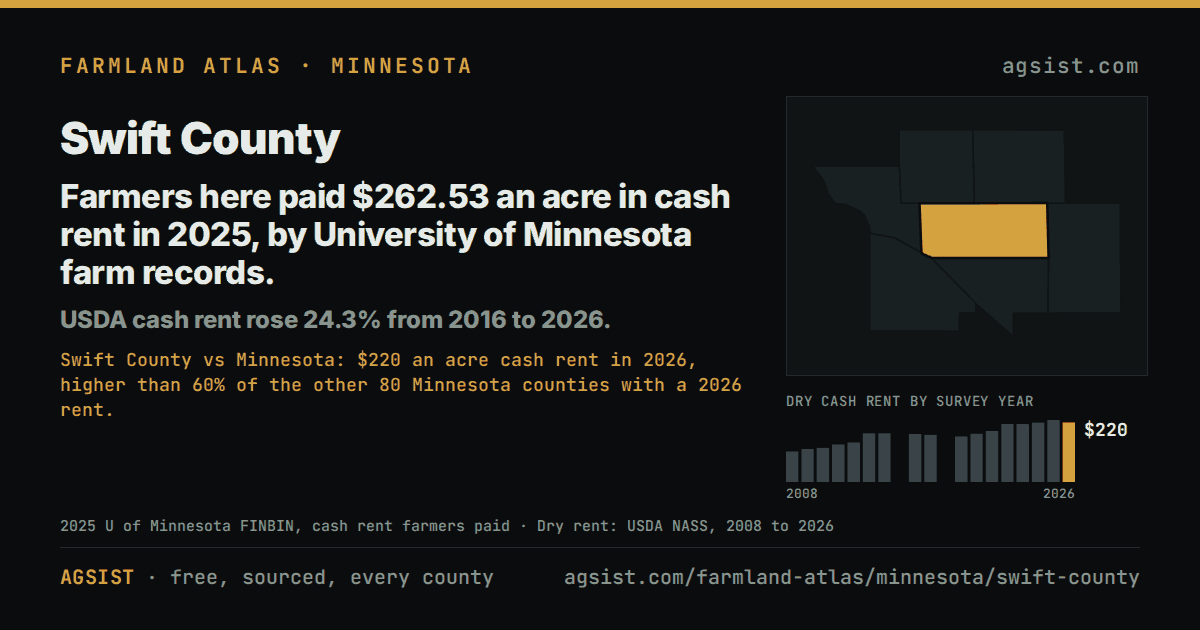 FARMLAND ATLAS · MINNESOTA
agsist.com
Swift County
Farmers here paid $262.53 an acre in cash
rent in 2025, by University of Minnesota
farm records.
USDA cash rent rose 24.3% from 2016 to 2026.
Swift County vs Minnesota: $220 an acre cash rent in 2026,
higher than 60% of the other 80 Minnesota counties with a 2026
rent.
DRY CASH RENT BY SURVEY YEAR
$220
2008
2026
2025 U of Minnesota FINBIN, cash rent farmers paid · Dry rent: USDA NASS, 2008 to 2026
AGSIST · free, sourced, every county
agsist.com/farmland-atlas/minnesota/swift-county